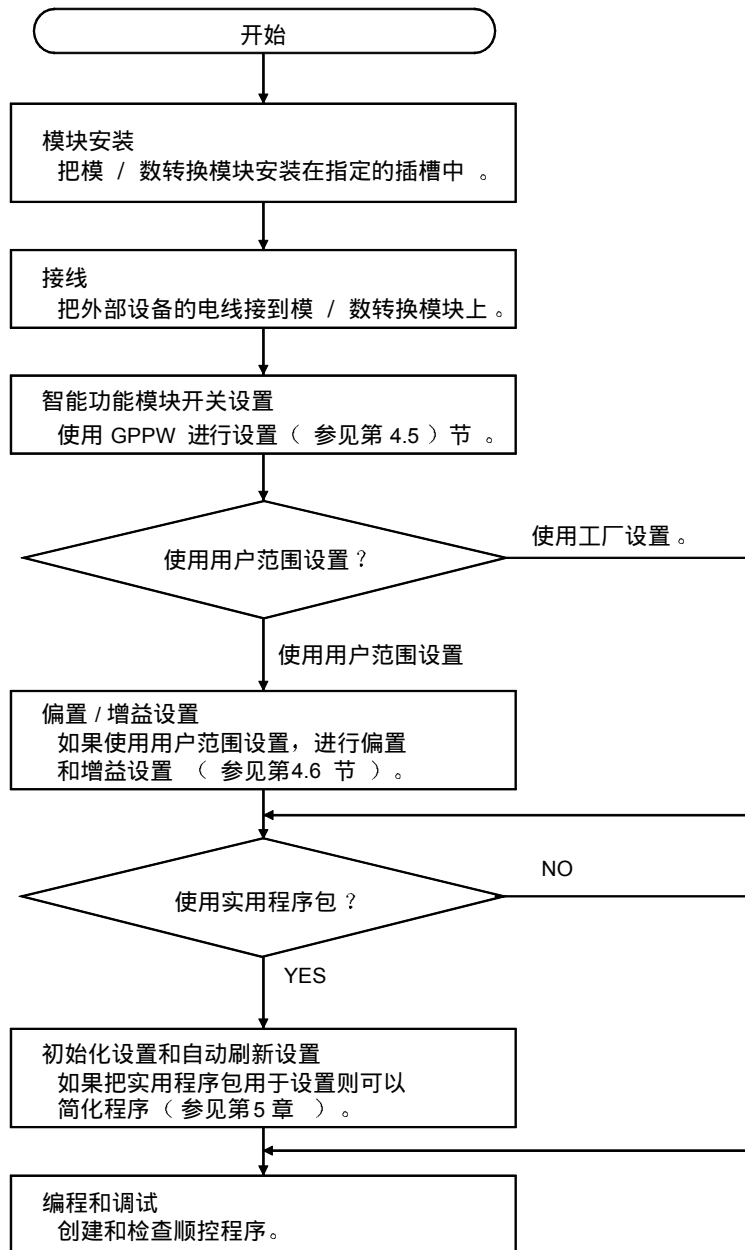 开始
模块安装
把模 / 数转换模块安装在指定的插槽中 。
接线
把外部设备的电线接到模 / 数转换模块上 。
智能功能模块开关设置
使用 GPPW 进行设置（ 参见第 4.5 ）节 。
使用用户范围设置？
使用工厂设置 。
使用用户范围设置
偏置 / 增益设置
如果使用用户范围设置，进行偏置
和增益设置 （ 参见第4.6 节 ）。
使用实用程序包？
NO
YES
初始化设置和自动刷新设置
如果把实用程序包用于设置则可以
简化程序（ 参见第5 章 ）。
编程和调试
创建和检查顺控程序。